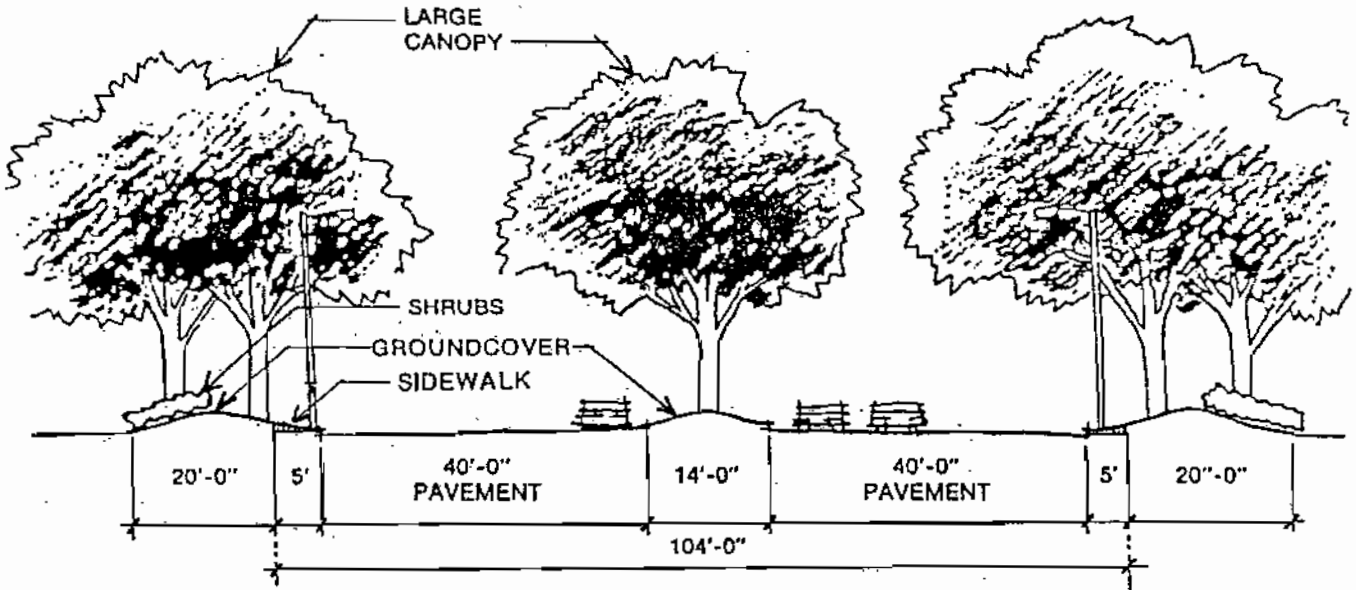 LARGE
CANOPY
SHRUBS
GROUNDCOVER
SIDEWALK
20'-0" 5' 40'-0" 14'-0" 40'-0" 5' 20"-0"
PAVEMENT PAVEMENT
104'-0"